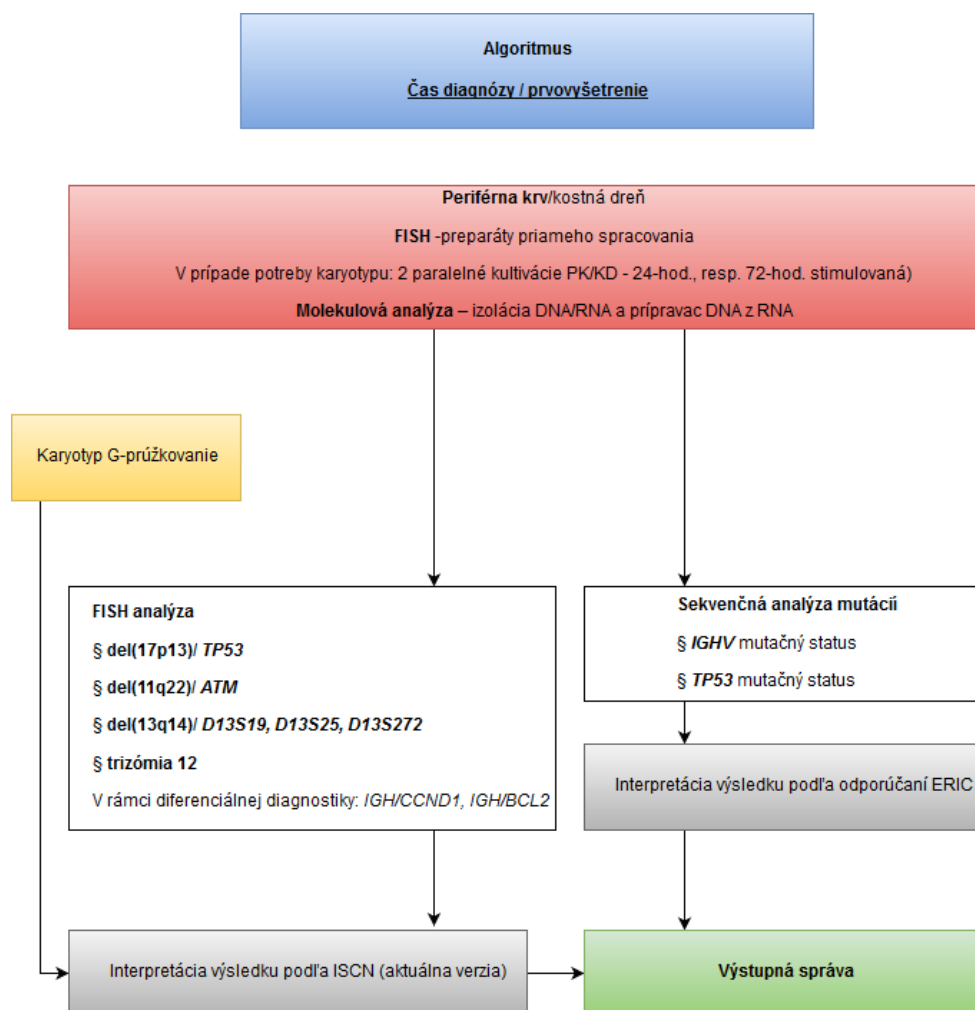 Algoritmus
Čas diagnózy / prvovyšetrenie
Periférna krv/kostná dreň
FISH -preparáty priameho spracovania
V prípade potreby karyotypu: 2 paralelné kultivácie PK/KD - 24-hod., resp. 72-hod. stimulovaná)
Molekulová analýza – izolácia DNA/RNA a prípravac DNA z RNA
Karyotyp G-prúžkovanie
FISH analýza
§ del(17p13)/ TP53
§ del(11q22)/ ATM
§ del(13q14)/ D13S19, D13S25, D13S272
§ trizómia 12
V rámci diferenciálnej diagnostiky: IGH/CCND1, IGH/BCL2
Sekvenčná analýza mutácií
§ IGHV mutačný status
§ TP53 mutačný status
Interpretácia výsledku podľa odporúčaní ERIC
Interpretácia výsledku podľa ISCN (aktuálna verzia)
Výstupná správa